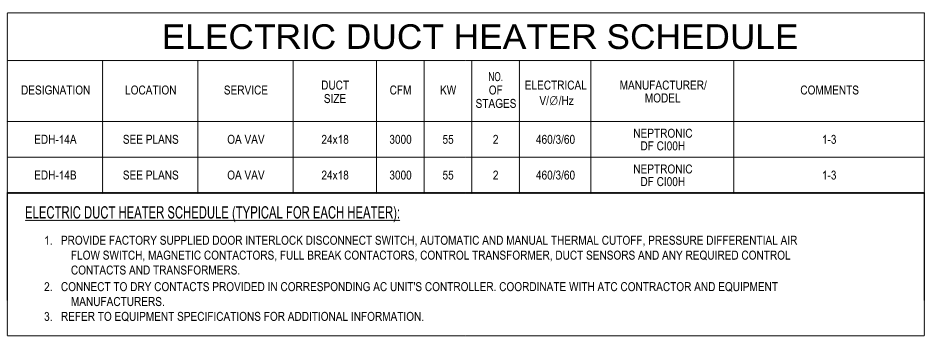 ELECTRIC DUCT HEATER SCHEDULE
DESIGNATION LOCATION SERVICE DUCT SIZE CFM KW NO. OF STAGES ELECTRICAL V/Ø/Hz MANUFACTURER/ MODEL COMMENTS
EDH-14A SEE PLANS OA VAV 24x18 3000 55 2 460/3/60 NEPTRONIC DF CI00H 1-3
EDH-14B SEE PLANS OA VAV 24x18 3000 55 2 460/3/60 NEPTRONIC DF CI00H 1-3
ELECTRIC DUCT HEATER SCHEDULE (TYPICAL FOR EACH HEATER):
1. PROVIDE FACTORY SUPPLIED DOOR INTERLOCK DISCONNECT SWITCH, AUTOMATIC AND MANUAL THERMAL CUTOFF, PRESSURE DIFFERENTIAL AIR
FLOW SWITCH, MAGNETIC CONTACTORS, FULL BREAK CONTACTORS, CONTROL TRANSFORMER, DUCT SENSORS AND ANY REQUIRED CONTROL
CONTACTS AND TRANSFORMERS.
2. CONNECT TO DRY CONTACTS PROVIDED IN CORRESPONDING AC UNIT'S CONTROLLER. COORDINATE WITH ATC CONTRACTOR AND EQUIPMENT
MANUFACTURERS.
3. REFER TO EQUIPMENT SPECIFICATIONS FOR ADDITIONAL INFORMATION.